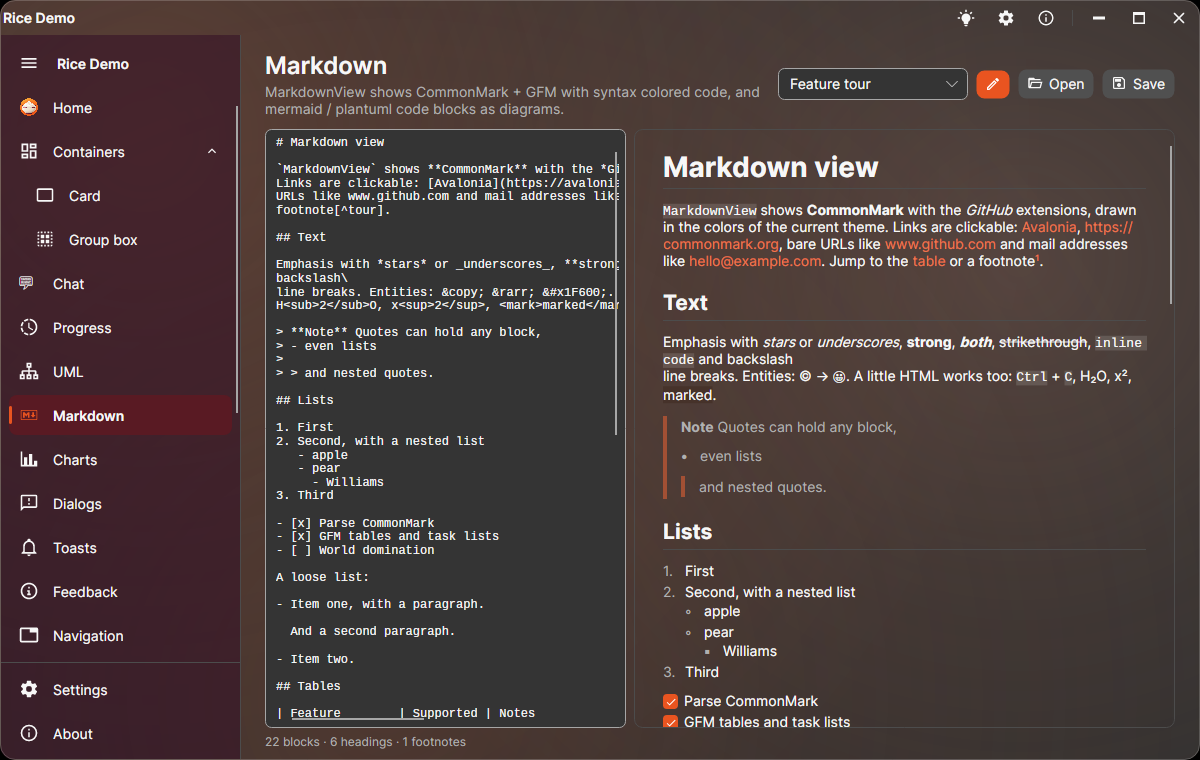 Rice Demo
Rice Demo
Home
Containers
Card
Group box
Chat
Progress
UML
Markdown
Charts
Dialogs
Toasts
Feedback
Navigation
Settings
About
Markdown
MarkdownView shows CommonMark + GFM with syntax colored code, and
mermaid / plantuml code blocks as diagrams.
Feature tour
Open
Save
# Markdown view
`MarkdownView` shows **CommonMark** with the *Gi
Links are clickable: [Avalonia](https://avaloni
URLs like www.github.com and mail addresses lik
footnote[^tour].
## Text
Emphasis with *stars* or _underscores_, **stron
backslash\
line breaks. Entities: &copy; &rarr; &#x1F600;.
H<sub>2</sub>O, x<sup>2</sup>, <mark>marked</mar
> **Note** Quotes can hold any block,
> - even lists
>
> > and nested quotes.
## Lists
1. First
2. Second, with a nested list
   - apple
   - pear
     - Williams
3. Third
- [x] Parse CommonMark
- [x] GFM tables and task lists
- [ ] World domination
A loose list:
- Item one, with a paragraph.
  And a second paragraph.
- Item two.
## Tables
| Feature        | Supported | Notes
22 blocks · 6 headings · 1 footnotes
Markdown view
MarkdownView shows CommonMark with the GitHub extensions, drawn
in the colors of the current theme. Links are clickable: Avalonia, https://
commonmark.org, bare URLs like www.github.com and mail addresses
like hello@example.com. Jump to the table or a footnote¹.
Text
Emphasis with stars or underscores, strong, both, strikethrough, inline
code and backslash
line breaks. Entities: © → 😀. A little HTML works too: Ctrl + C, H₂O, x²,
marked.
Note Quotes can hold any block,
• even lists
and nested quotes.
Lists
1. First
2. Second, with a nested list
◦ apple
◦ pear
▪ Williams
3. Third
Parse CommonMark
GFM tables and task lists